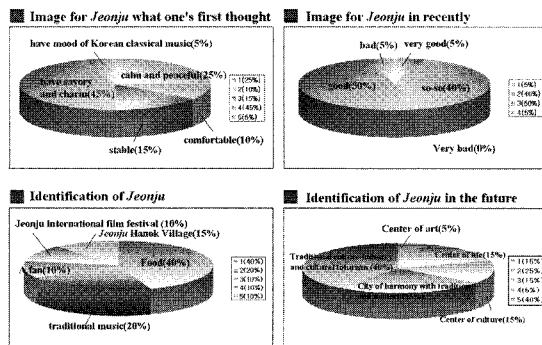 Image for Jeonju what one's first thought
have mood of Korean classical music(5%)
calm and peaceful(25%)
have savory
and charm(45%)
comfortable(10%)
stable(15%)
1(25%)
2(10%)
3(15%)
4(45%)
5(5%)
Image for Jeonju in recently
bad(5%)
very good(5%)
good(50%)
so-so(40%)
Very bad(0%)
1(5%)
2(40%)
3(50%)
4(5%)
Identification of Jeonju
Jeonju International film festival (10%)
Jeonju Hanok Village(15%)
A fan(10%)
Food(40%)
traditional music(20%)
1(40%)
2(20%)
3(10%)
4(10%)
5(10%)
Identification of Jeonju in the future
Center of art(5%)
Center of life(15%)
Traditional
and cultural tourism (40%)
City of harmony with tradition
Center of culture(15%)
1(15%)
2(25%)
3(15%)
4(5%)
5(40%)